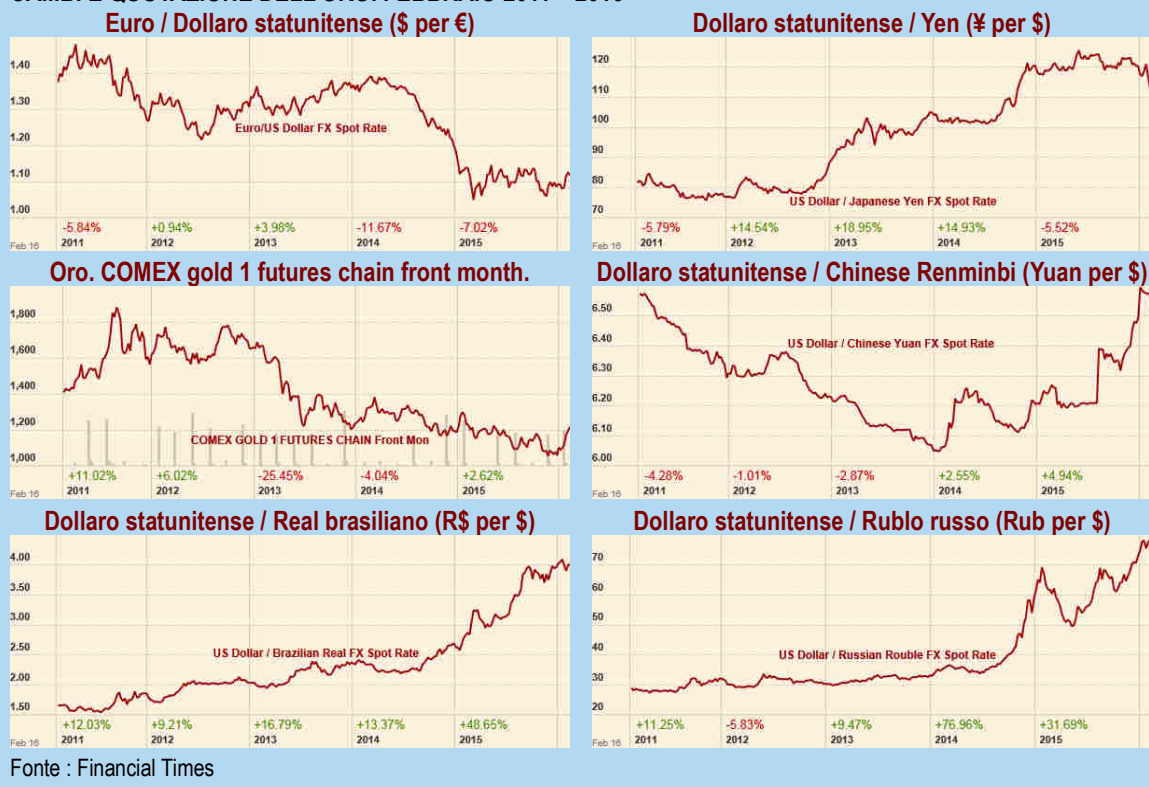 Euro / Dollaro statunitense ($ per €)
1.40
1.30
1.20
1.10
1.00
Euro/US Dollar FX Spot Rate
-5.84% +0.94% +3.98% -11.67% -7.02%
Feb 16 2011 2012 2013 2014 2015
Dollaro statunitense / Yen (¥ per $)
120
110
100
90
80
70
US Dollar / Japanese Yen FX Spot Rate
-5.79% +14.54% +18.95% +14.93% -5.52%
Feb 16 2011 2012 2013 2014 2015
Oro. COMEX gold 1 futures chain front month.
1,800
1,600
1,400
1,200
1,000
COMEX GOLD 1 FUTURES CHAIN Front Mon
+11.02% +6.02% -25.45% -4.04% +2.62%
Feb 16 2011 2012 2013 2014 2015
Dollaro statunitense / Chinese Renminbi (Yuan per $)
6.50
6.40
6.30
6.20
6.10
6.00
US Dollar / Chinese Yuan FX Spot Rate
-4.28% -1.01% -2.87% +2.55% +4.94%
Feb 16 2011 2012 2013 2014 2015
Dollaro statunitense / Real brasiliano (R$ per $)
4.00
3.50
3.00
2.50
2.00
1.50
US Dollar / Brazilian Real FX Spot Rate
+12.03% +9.21% +16.79% +13.37% +48.65%
Feb 16 2011 2012 2013 2014 2015
Dollaro statunitense / Rublo russo (Rub per $)
70
60
50
40
30
20
US Dollar / Russian Rouble FX Spot Rate
+11.25% -5.83% +9.47% +76.96% +31.69%
Feb 16 2011 2012 2013 2014 2015
Fonte : Financial Times